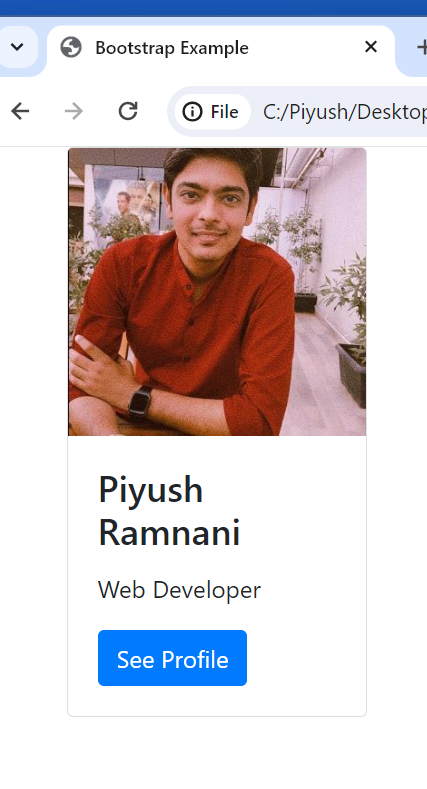 Bootstrap Example
File
C:/Piyush/Desktop
Piyush
Ramnani
Web Developer
See Profile